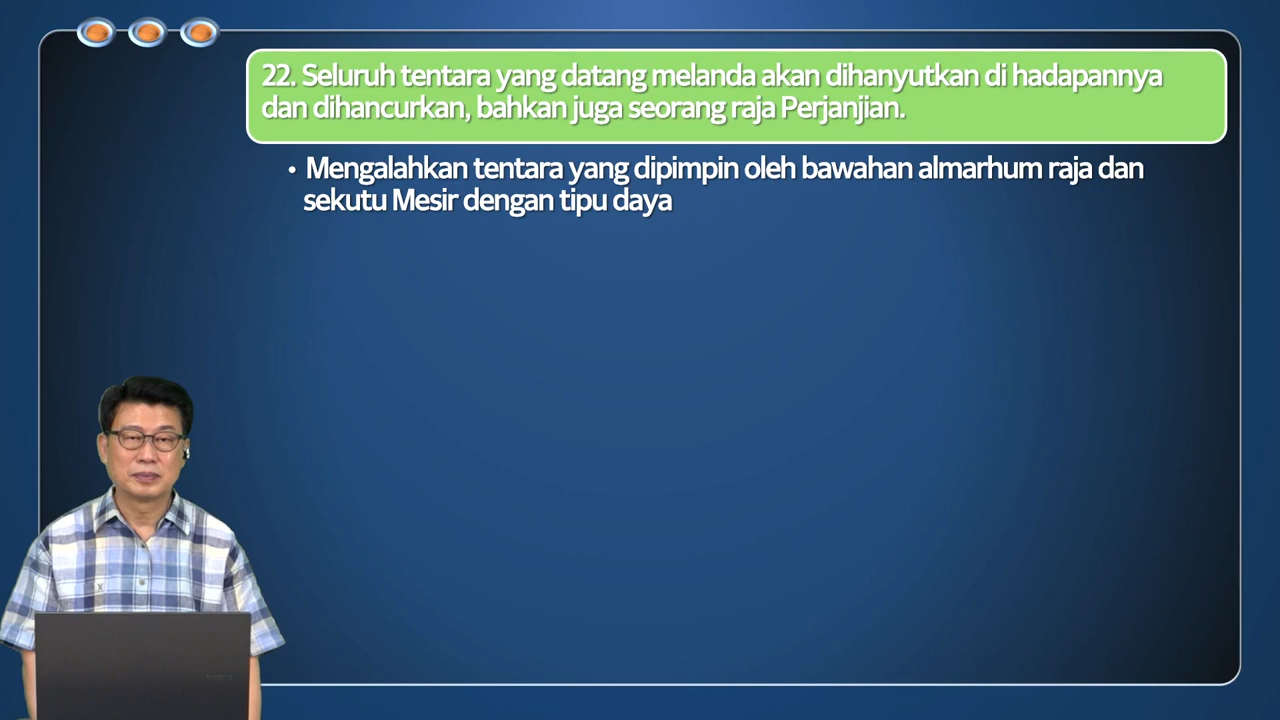 22. Seluruh tentara yang datang melanda akan dihanyutkan di hadapannya
dan dihancurkan, bahkan juga seorang raja Perjanjian.
• Mengalahkan tentara yang dipimpin oleh bawahan almarhum raja dan
sekutu Mesir dengan tipu daya